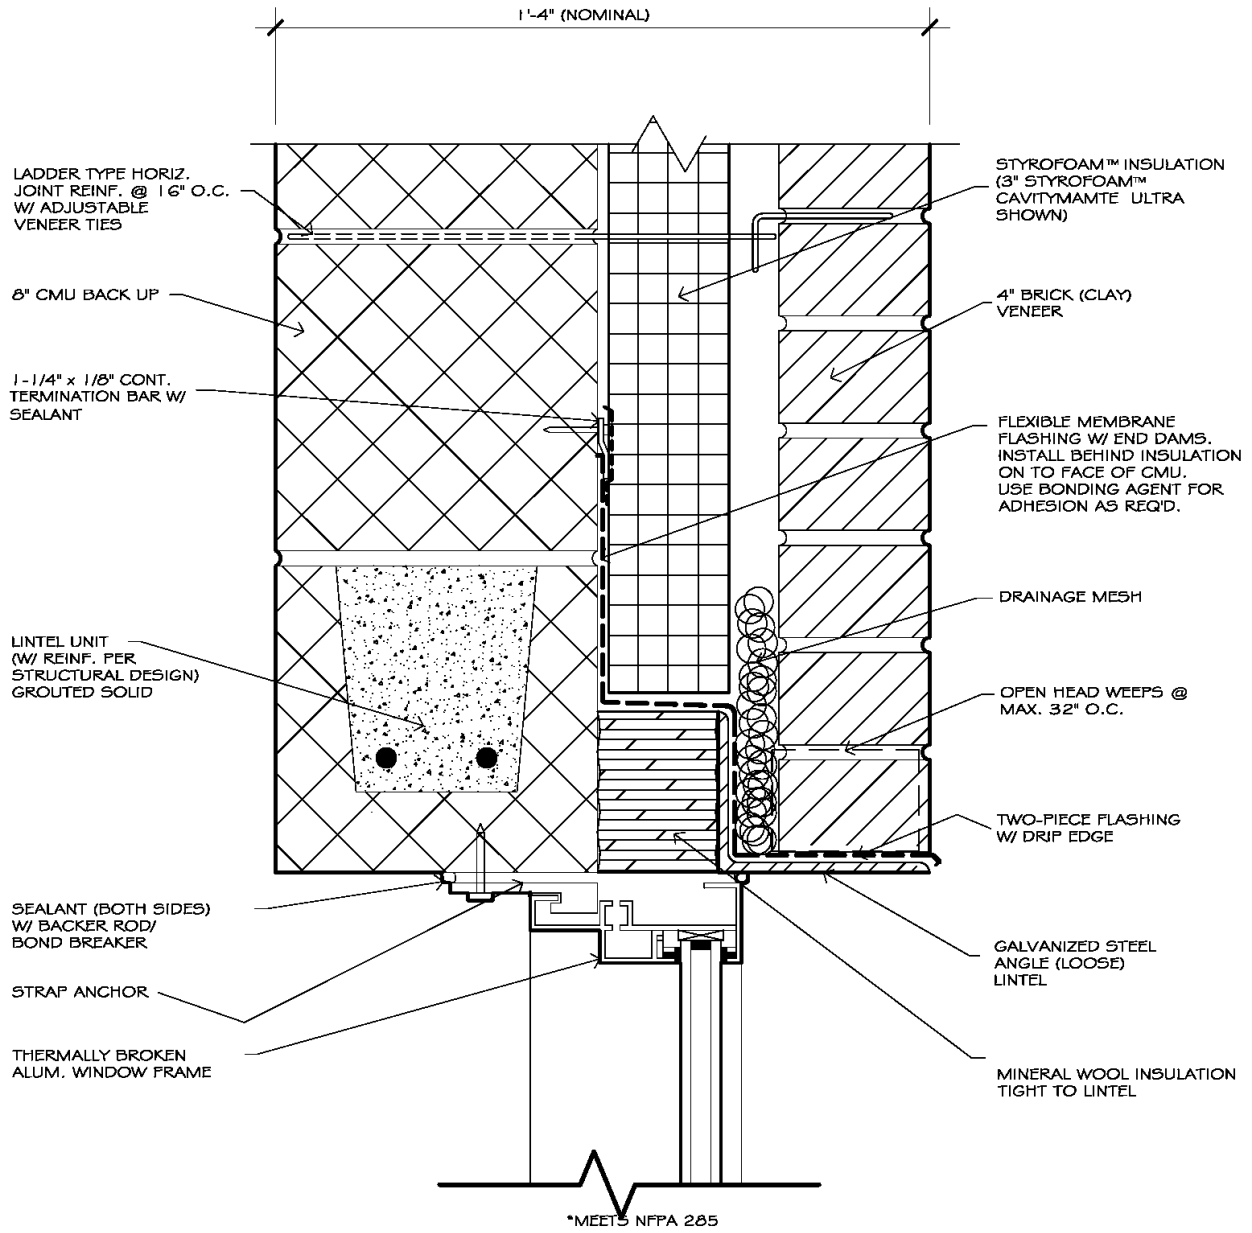 1'-4" (NOMINAL)
LADDER TYPE HORIZ.
JOINT REINF. @ 16" O.C.
W/ ADJUSTABLE
VENEER TIES
8" CMU BACK UP
1-1/4" x 1/8" CONT.
TERMINATION BAR W/
SEALANT
LINTEL UNIT
(W/ REINF. PER
STRUCTURAL DESIGN)
GROUTED SOLID
SEALANT (BOTH SIDES)
W/ BACKER ROD/
BOND BREAKER
STRAP ANCHOR
THERMALLY BROKEN
ALUM. WINDOW FRAME
STYROFOAM™ INSULATION
(3" STYROFOAM™
CAVITYMAMTE ULTRA
SHOWN)
4" BRICK (CLAY)
VENEER
FLEXIBLE MEMBRANE
FLASHING W/ END DAMS.
INSTALL BEHIND INSULATION
ON TO FACE OF CMU.
USE BONDING AGENT FOR
ADHESION AS REQ'D.
DRAINAGE MESH
OPEN HEAD WEEPS @
MAX. 32" O.C.
TWO-PIECE FLASHING
W/ DRIP EDGE
GALVANIZED STEEL
ANGLE (LOOSE)
LINTEL
MINERAL WOOL INSULATION
TIGHT TO LINTEL
*MEETS NFPA 285